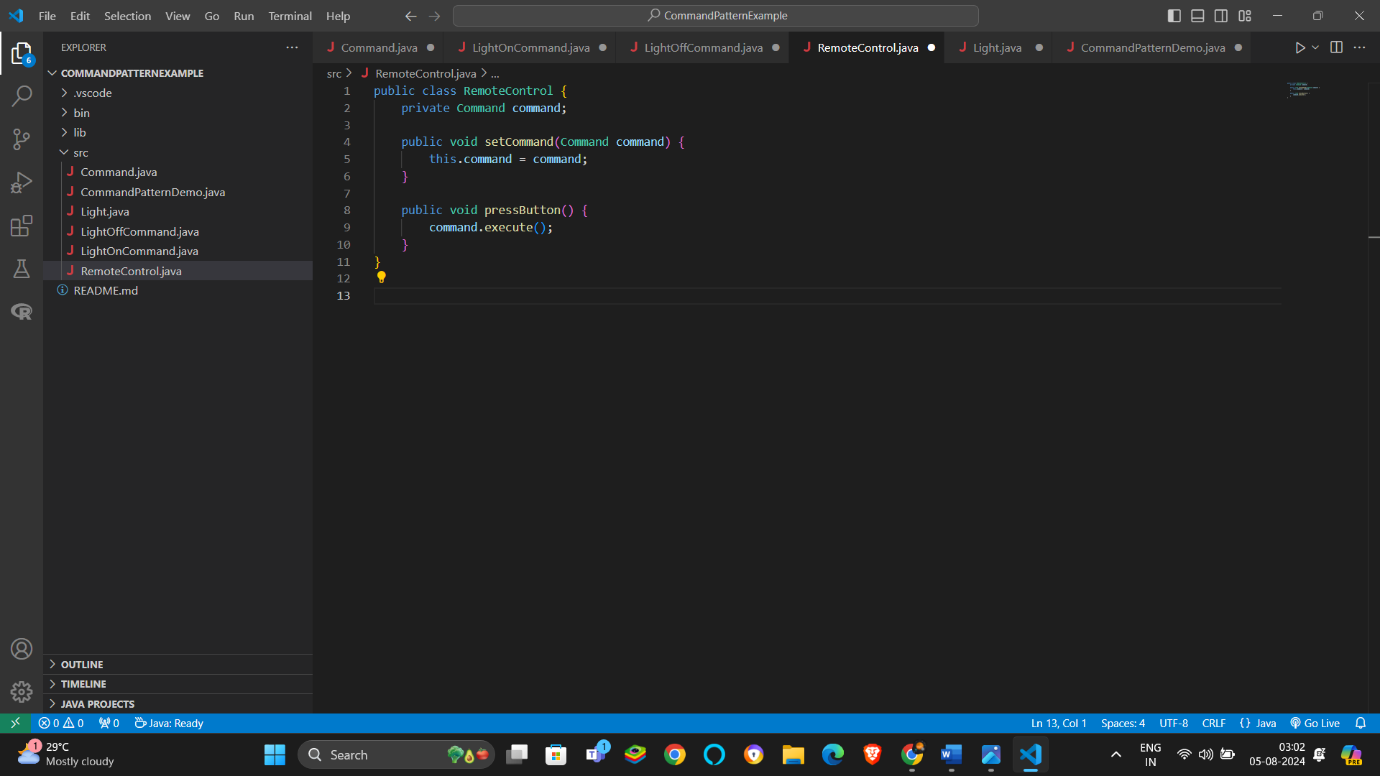 File Edit Selection View Go Run Terminal Help
CommandPatternExample
EXPLORER
6
COMMANDPATTERNEXAMPLE
.vscode
bin
lib
src
Command.java
CommandPatternDemo.java
Light.java
LightOffCommand.java
LightOnCommand.java
RemoteControl.java
README.md
OUTLINE
TIMELINE
JAVA PROJECTS
Command.java LightOnCommand.java LightOffCommand.java RemoteControl.java Light.java CommandPatternDemo.java
src > RemoteControl.java > ...
1 public class RemoteControl {
2 private Command command;
3
4 public void setCommand(Command command) {
5 this.command = command;
6 }
7
8 public void pressButton() {
9 command.execute();
10 }
11 }
12
13
0 0 0 Java: Ready Ln 13, Col 1 Spaces: 4 UTF-8 CRLF {} Java Go Live
1 29°C
Mostly cloudy
Search
1
ENG
IN
03:02
05-08-2024
PRE